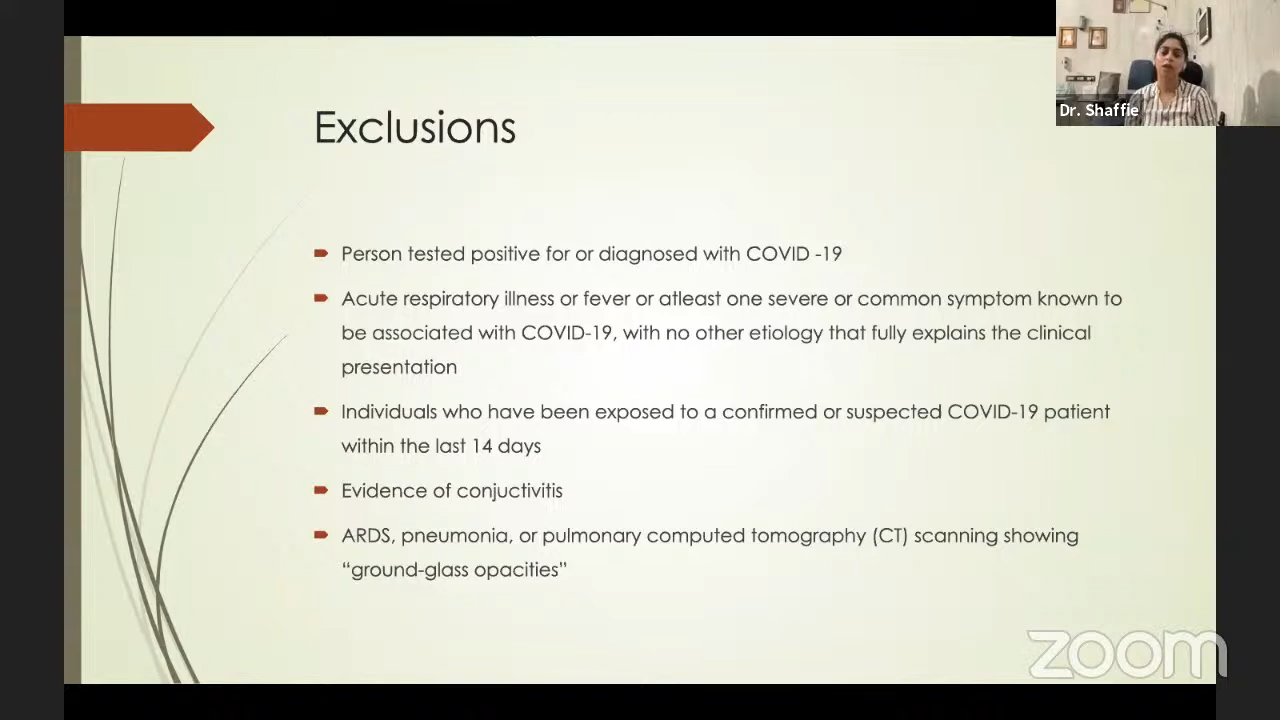 Dr. Shaffie
Exclusions
Person tested positive for or diagnosed with COVID -19
Acute respiratory illness or fever or atleast one severe or common symptom known to
be associated with COVID-19, with no other etiology that fully explains the clinical
presentation
Individuals who have been exposed to a confirmed or suspected COVID-19 patient
within the last 14 days
Evidence of conjuctivitis
ARDS, pneumonia, or pulmonary computed tomography (CT) scanning showing
“ground-glass opacities”
zoom